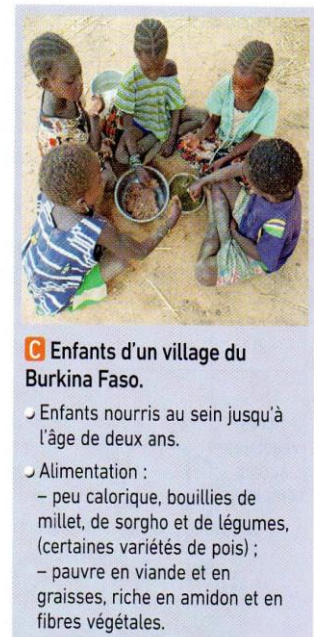 C Enfants d'un village du
Burkina Faso.
Enfants nourris au sein jusqu'à
l'âge de deux ans.
Alimentation :
– peu calorique, bouillies de
millet, de sorgho et de légumes,
(certaines variétés de pois) ;
– pauvre en viande et en
graisses, riche en amidon et en
fibres végétales.